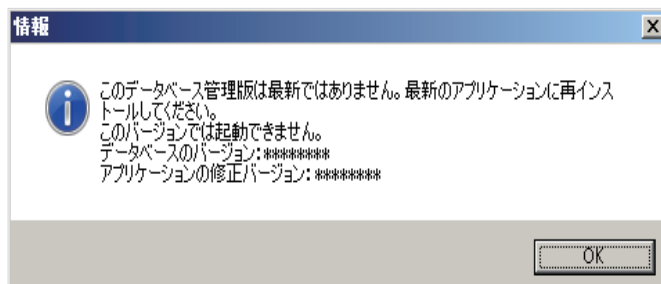 情報
このデータベース管理版は最新ではありません。最新のアプリケーションに再インス
トールしてください。
このバージョンでは起動できません。
データベースのバージョン：********
アプリケーションの修正バージョン：********
OK